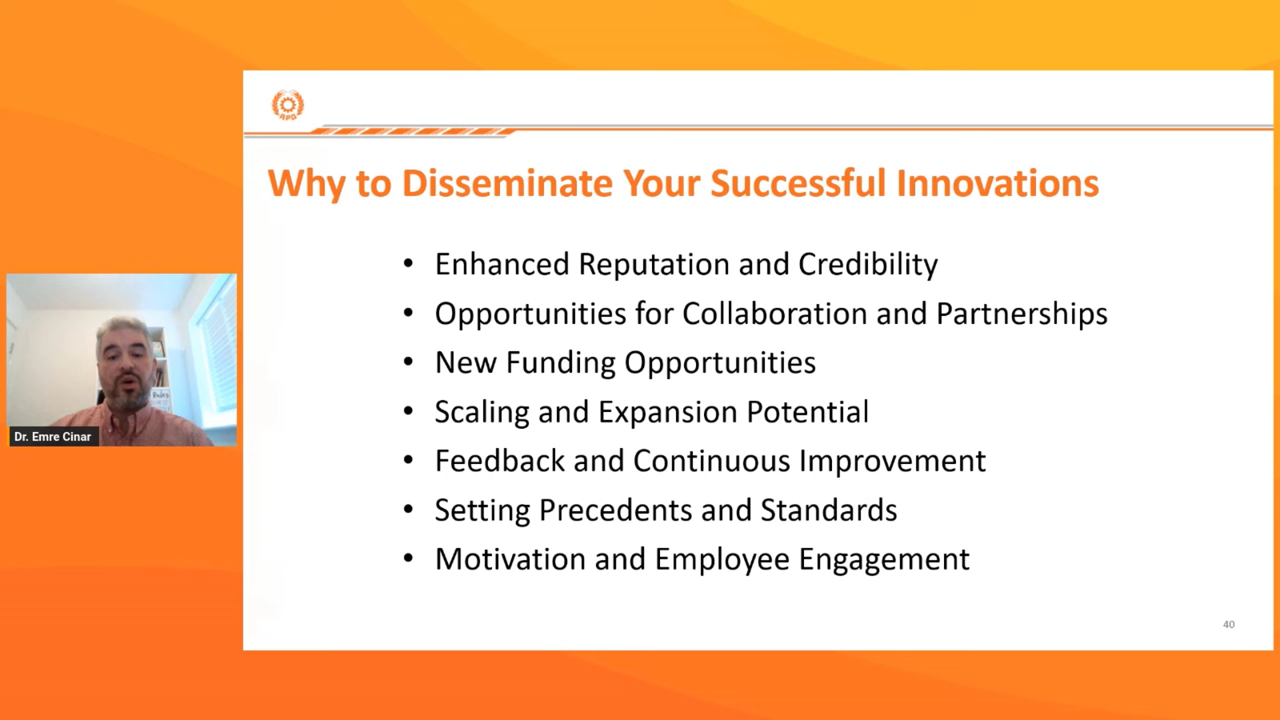 APO
Why to Disseminate Your Successful Innovations
• Enhanced Reputation and Credibility
• Opportunities for Collaboration and Partnerships
• New Funding Opportunities
• Scaling and Expansion Potential
• Feedback and Continuous Improvement
• Setting Precedents and Standards
• Motivation and Employee Engagement
40
Rules
Dr. Emre Cinar